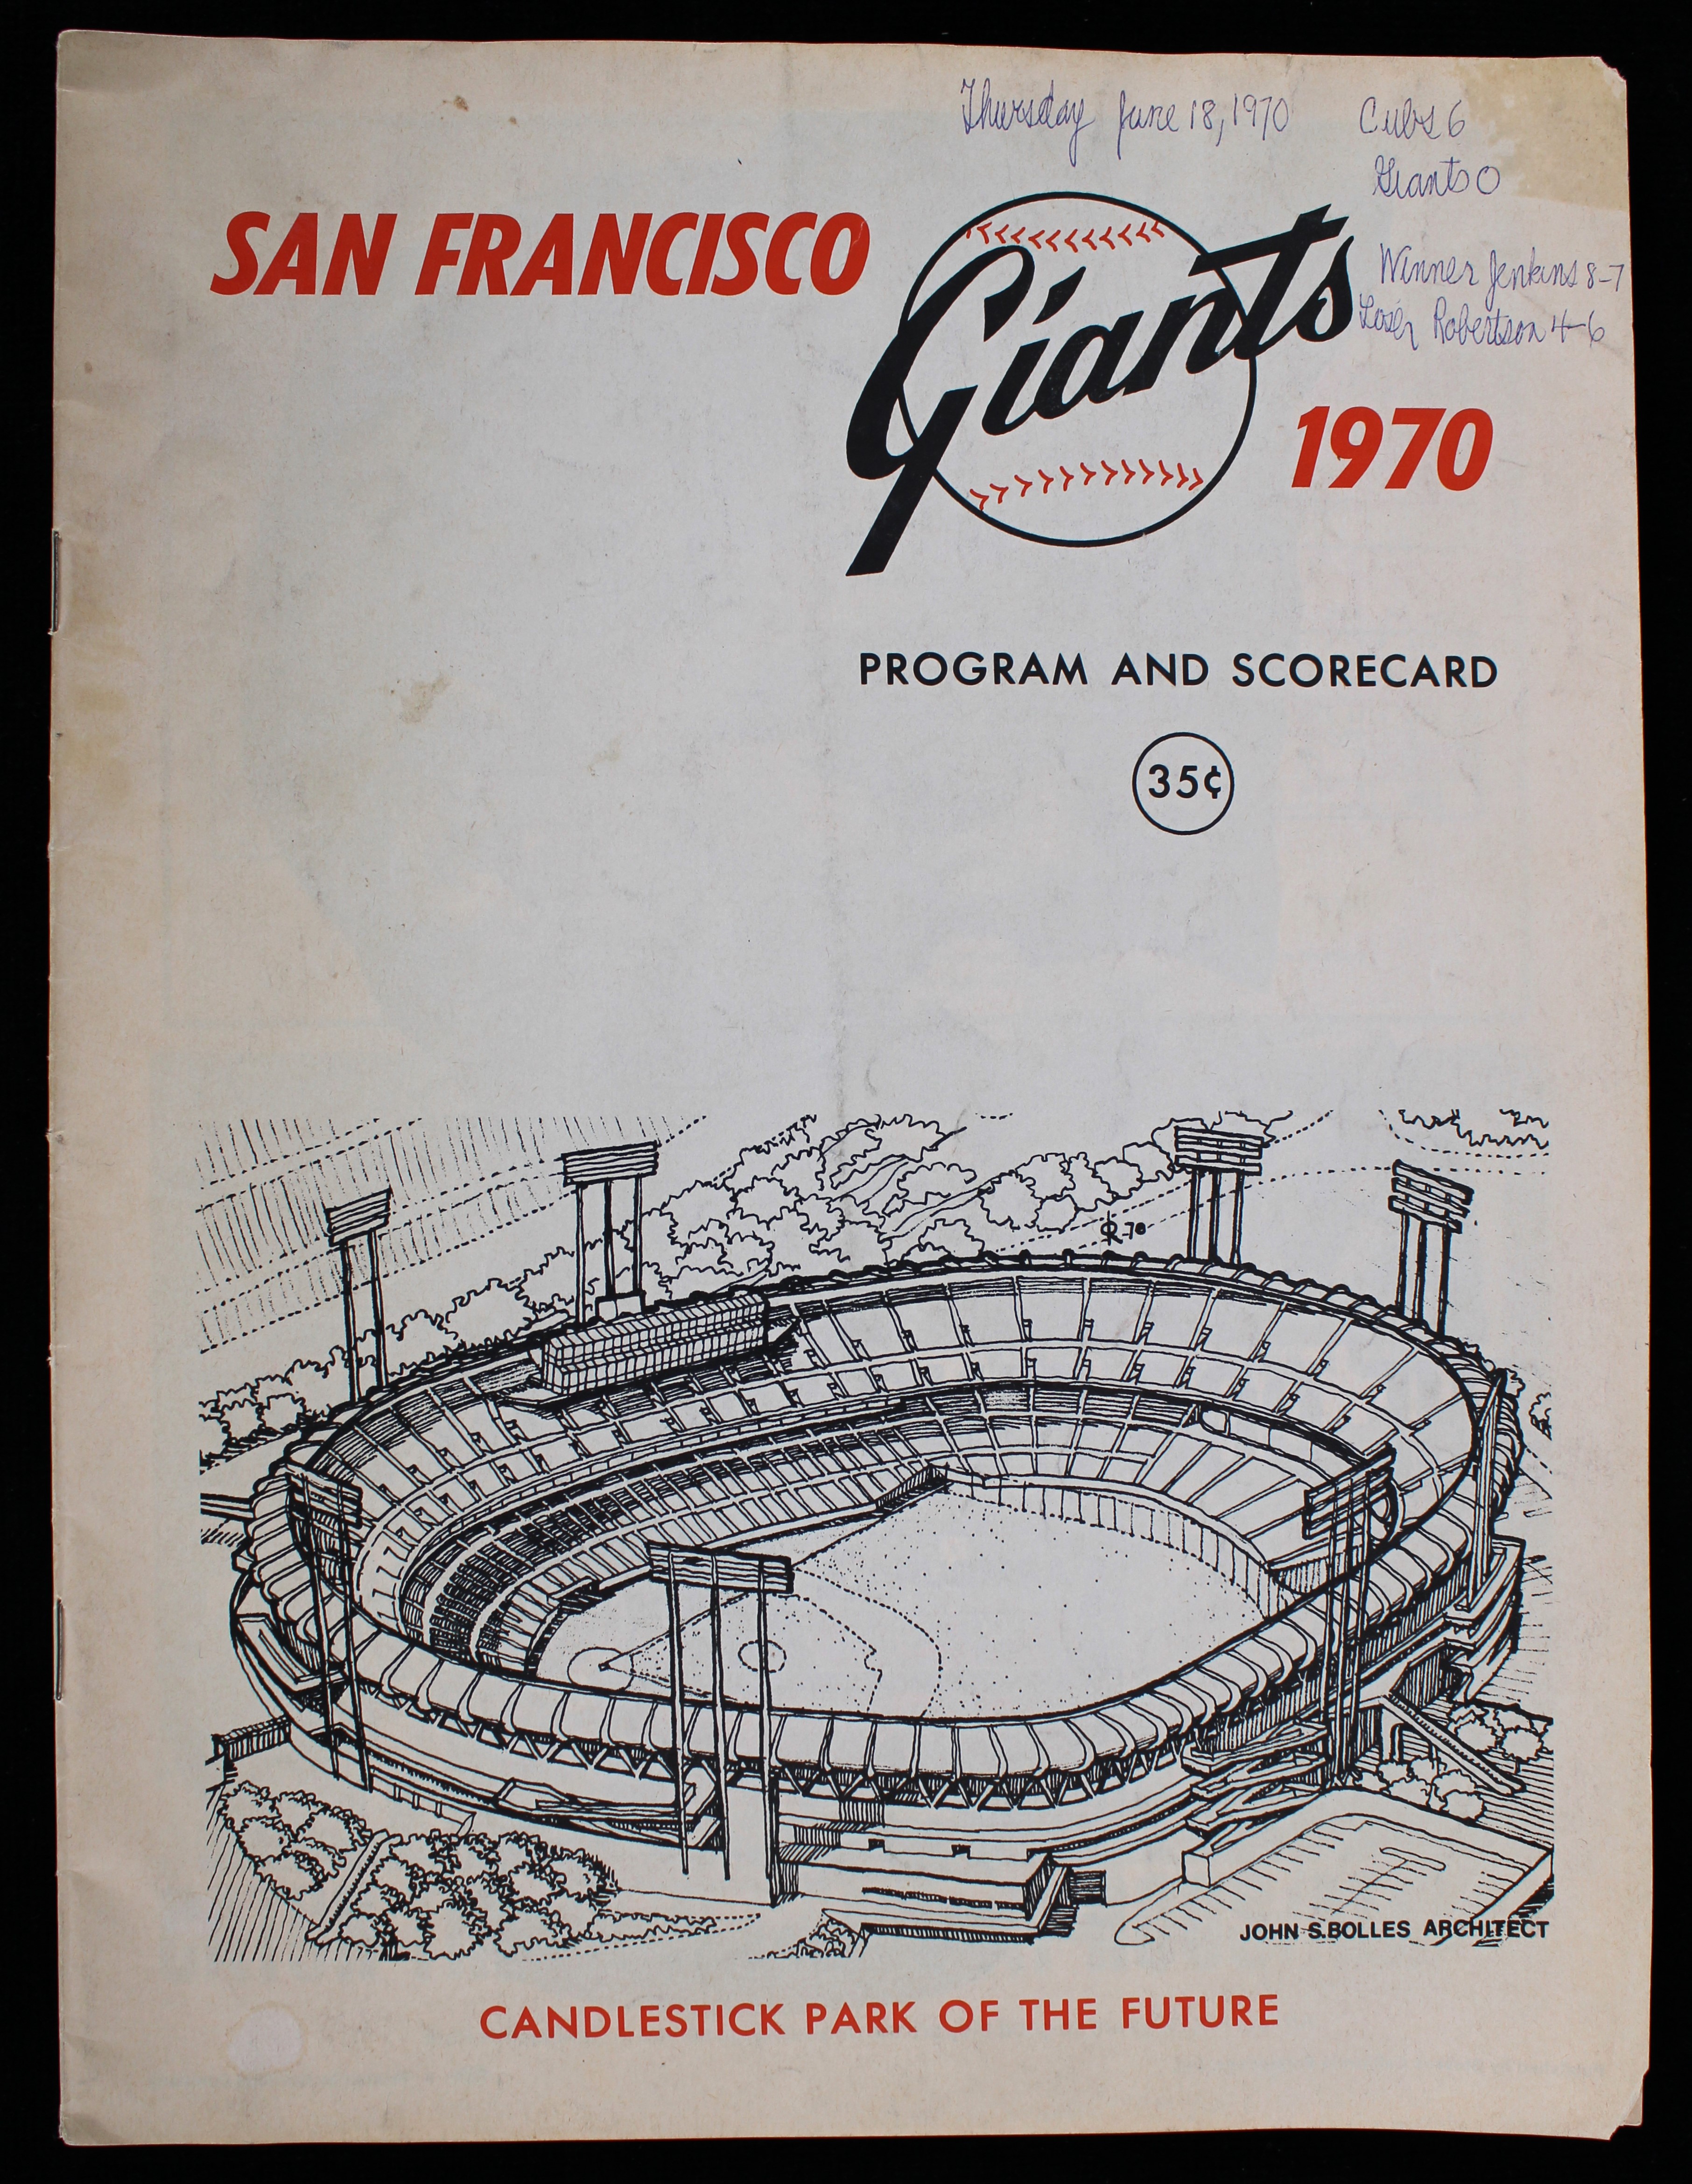 Thursday June 18, 1970
Cubs 6
Giants 0
Winner Jenkins 8-7
Loser Robertson 4-6
SAN FRANCISCO
Giants
1970
PROGRAM AND SCORECARD
35¢
JOHN S. BOLLES ARCHITECT
CANDLESTICK PARK OF THE FUTURE